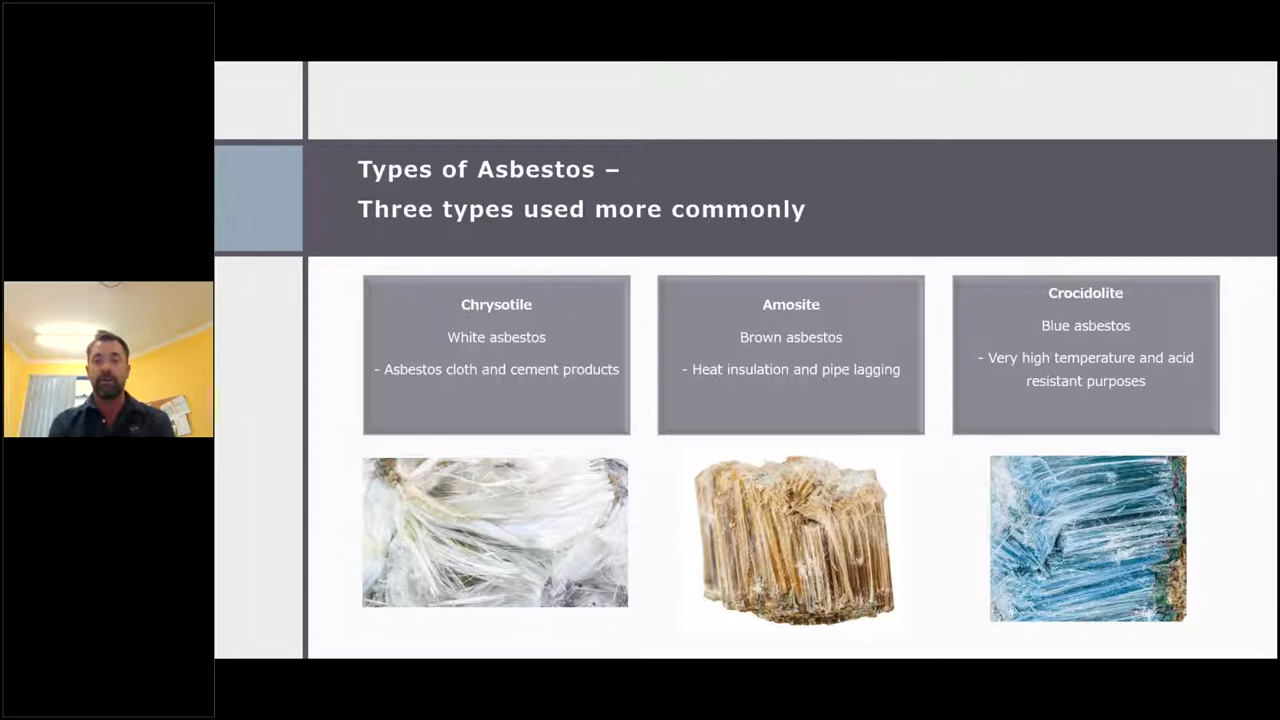 Types of Asbestos –
Three types used more commonly
Chrysotile
White asbestos
- Asbestos cloth and cement products
Amosite
Brown asbestos
- Heat insulation and pipe lagging
Crocidolite
Blue asbestos
- Very high temperature and acid
resistant purposes